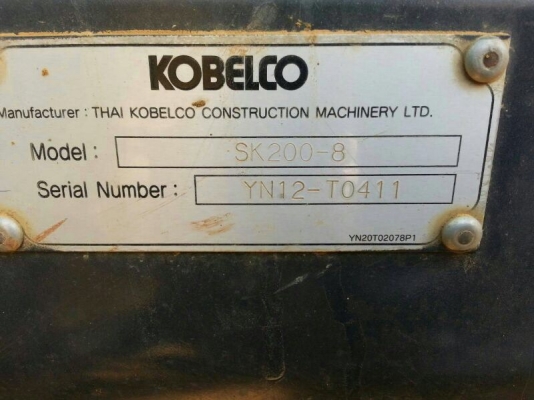 KOBELCO
Manufacturer : THAI KOBELCO CONSTRUCTION MACHINERY LTD.
Model : SK200-8
Serial Number : YN12-T0411
YN20T02078P1